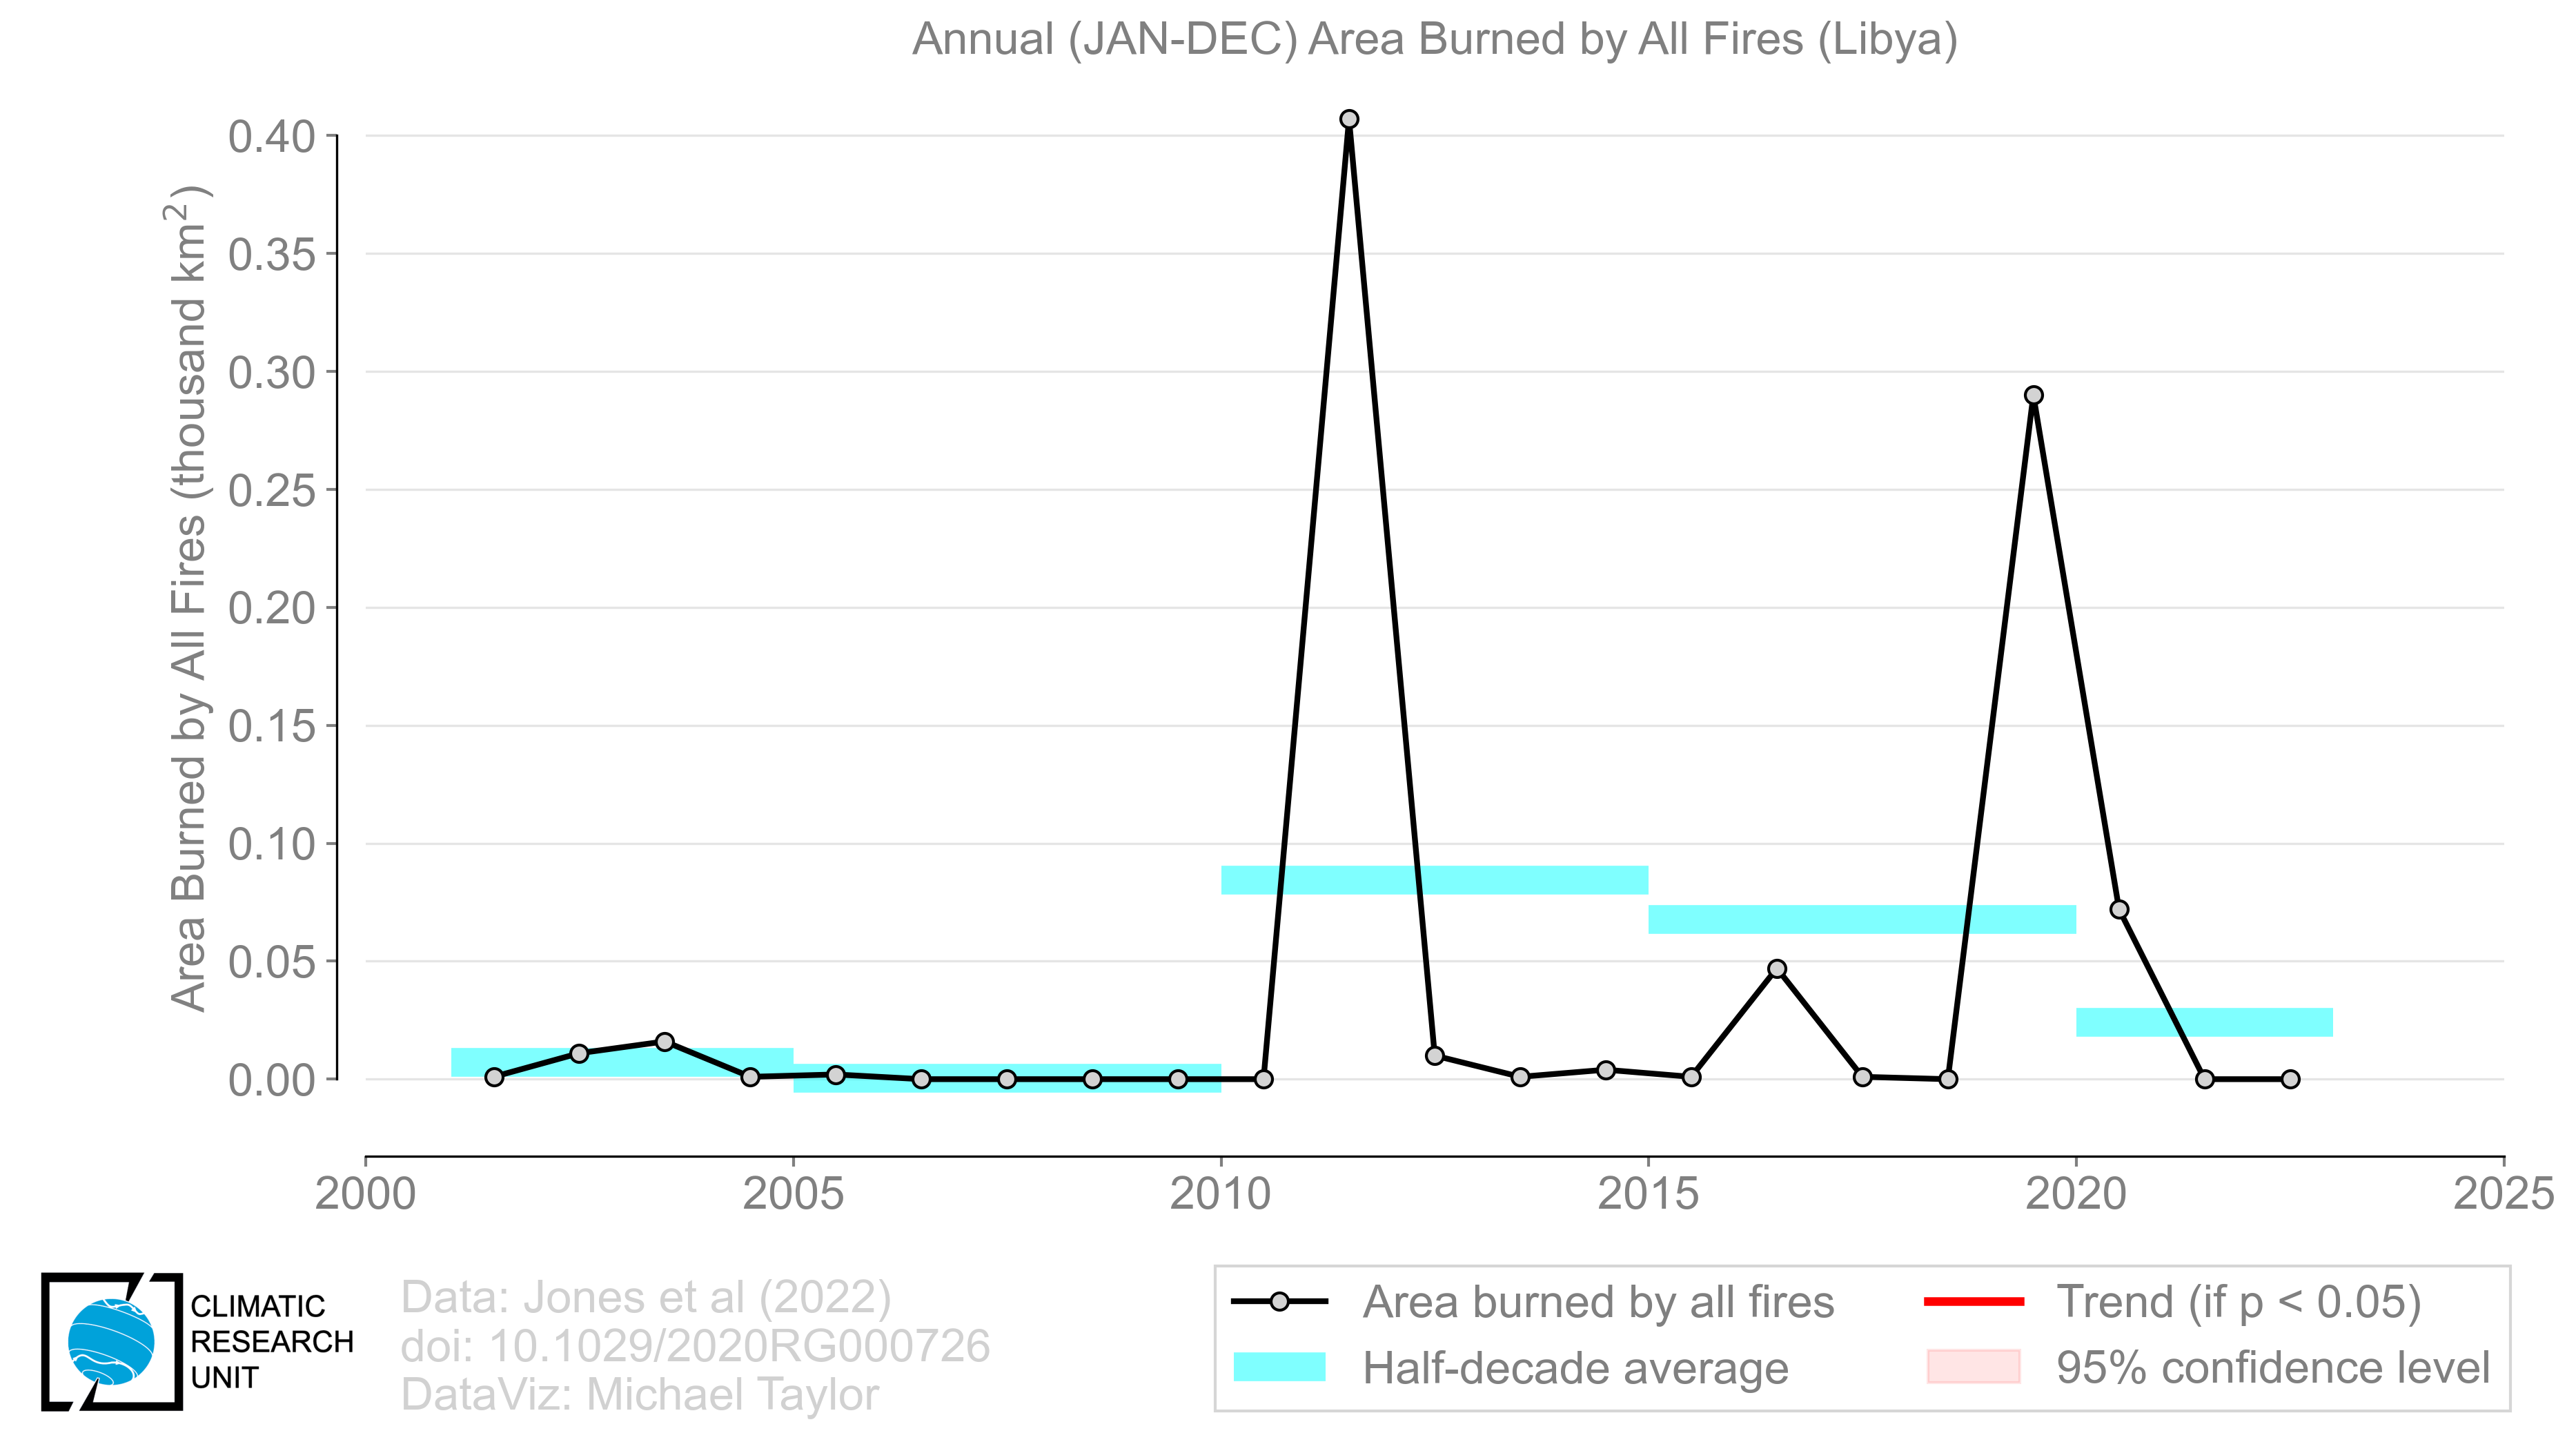 Annual (JAN-DEC) Area Burned by All Fires (Libya)
Area Burned by All Fires (thousand km²)
0.40
0.35
0.30
0.25
0.20
0.15
0.10
0.05
0.00
2000
2005
2010
2015
2020
2025
CLIMATIC
RESEARCH
UNIT
Data: Jones et al (2022)
doi: 10.1029/2020RG000726
DataViz: Michael Taylor
Area burned by all fires
Half-decade average
Trend (if p < 0.05)
95% confidence level